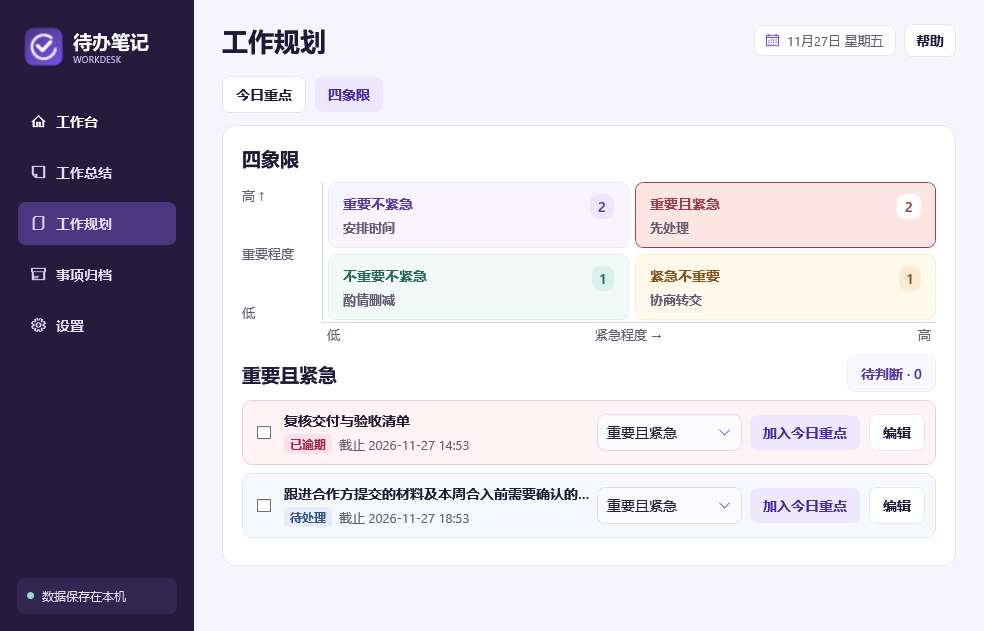 待办笔记
WORKDESK
工作台
工作总结
工作规划
事项归档
设置
数据保存在本机
工作规划
11月27日 星期五
帮助
今日重点
四象限
四象限
高 ↑
重要程度
低
重要不紧急
2
安排时间
重要且紧急
2
先处理
不重要不紧急
1
酌情删减
紧急不重要
1
协商转交
低
紧急程度 →
高
重要且紧急
待判断 · 0
复核交付与验收清单
已逾期 截止 2026-11-27 14:53
重要且紧急
加入今日重点
编辑
跟进合作方提交的材料及本周合入前需要确认的...
待处理 截止 2026-11-27 18:53
重要且紧急
加入今日重点
编辑